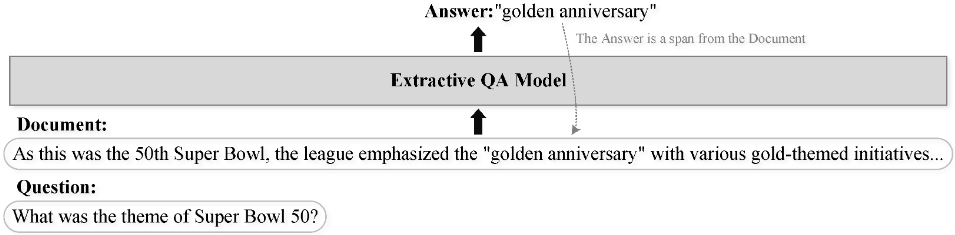 Answer:"golden anniversary"
The Answer is a span from the Document
Extractive QA Model
Document:
As this was the 50th Super Bowl, the league emphasized the "golden anniversary" with various gold-themed initiatives...
Question:
What was the theme of Super Bowl 50?